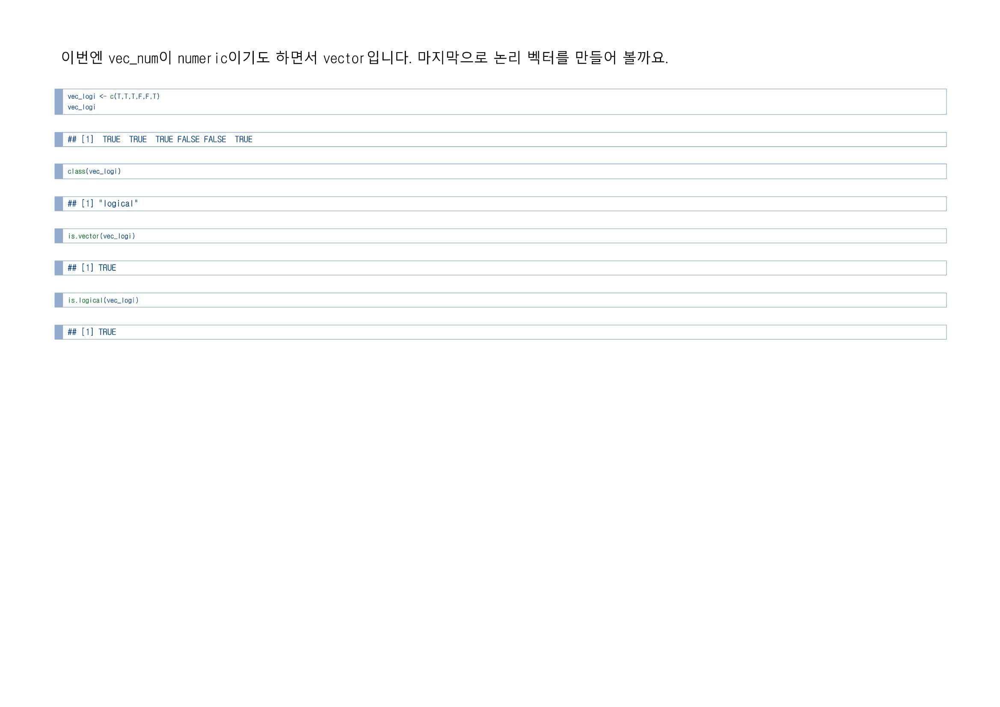 이번엔 vec_num이 numeric이기도 하면서 vector입니다. 마지막으로 논리 벡터를 만들어 볼까요.
vec_logi <- c(T,T,T,F,F,T)
vec_logi
## [1]  TRUE  TRUE  TRUE FALSE FALSE  TRUE
class(vec_logi)
## [1] "logical"
is.vector(vec_logi)
## [1] TRUE
is.logical(vec_logi)
## [1] TRUE